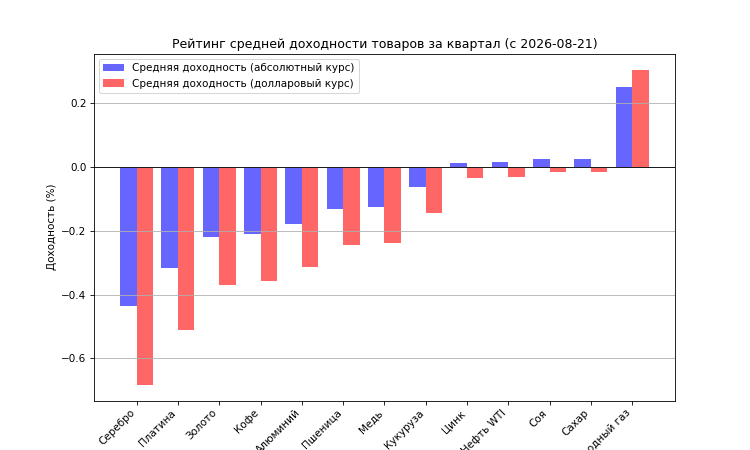 Рейтинг средней доходности товаров за квартал (с 2026-08-21)
Средняя доходность (абсолютный курс)
Средняя доходность (долларовый курс)
Доходность (%)
0.2
0.0
−0.2
−0.4
−0.6
Серебро
Платина
Золото
Кофе
Алюминий
Пшеница
Медь
Кукуруза
Цинк
Нефть WTI
Соя
Сахар
газ